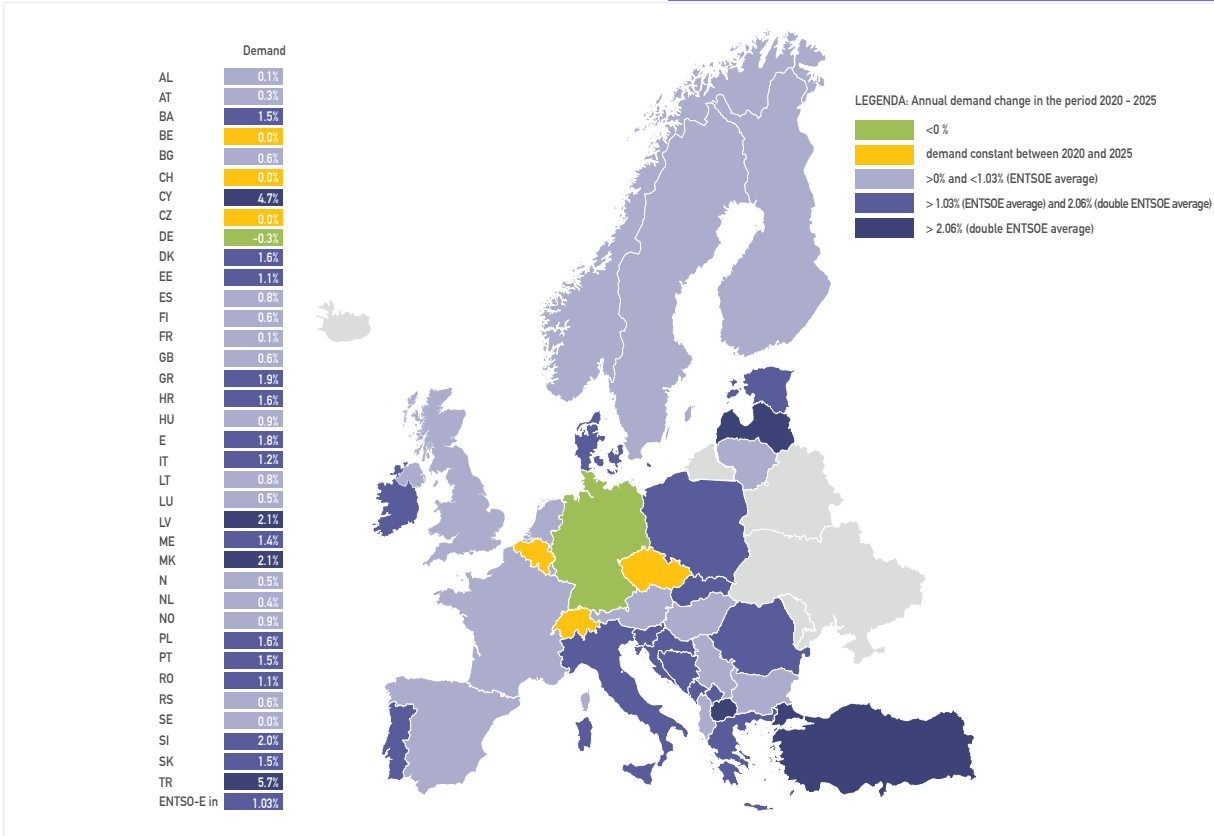 Demand
AL 0.1%
AT 0.3%
BA 1.5%
BE 0.0%
BG 0.6%
CH 0.0%
CY 4.7%
CZ 0.0%
DE -0.3%
DK 1.6%
EE 1.1%
ES 0.8%
FI 0.6%
FR 0.1%
GB 0.6%
GR 1.9%
HR 1.6%
HU 0.9%
E 1.8%
IT 1.2%
LT 0.8%
LU 0.5%
LV 2.1%
ME 1.4%
MK 2.1%
N 0.5%
NL 0.4%
NO 0.9%
PL 1.6%
PT 1.5%
RO 1.1%
RS 0.6%
SE 0.0%
SI 2.0%
SK 1.5%
TR 5.7%
ENTSO-E in 1.03%
LEGENDA: Annual demand change in the period 2020 - 2025
<0 %
demand constant between 2020 and 2025
>0% and <1.03% (ENTSOE average)
> 1.03% (ENTSOE average) and 2.06% (double ENTSOE average)
> 2.06% (double ENTSOE average)